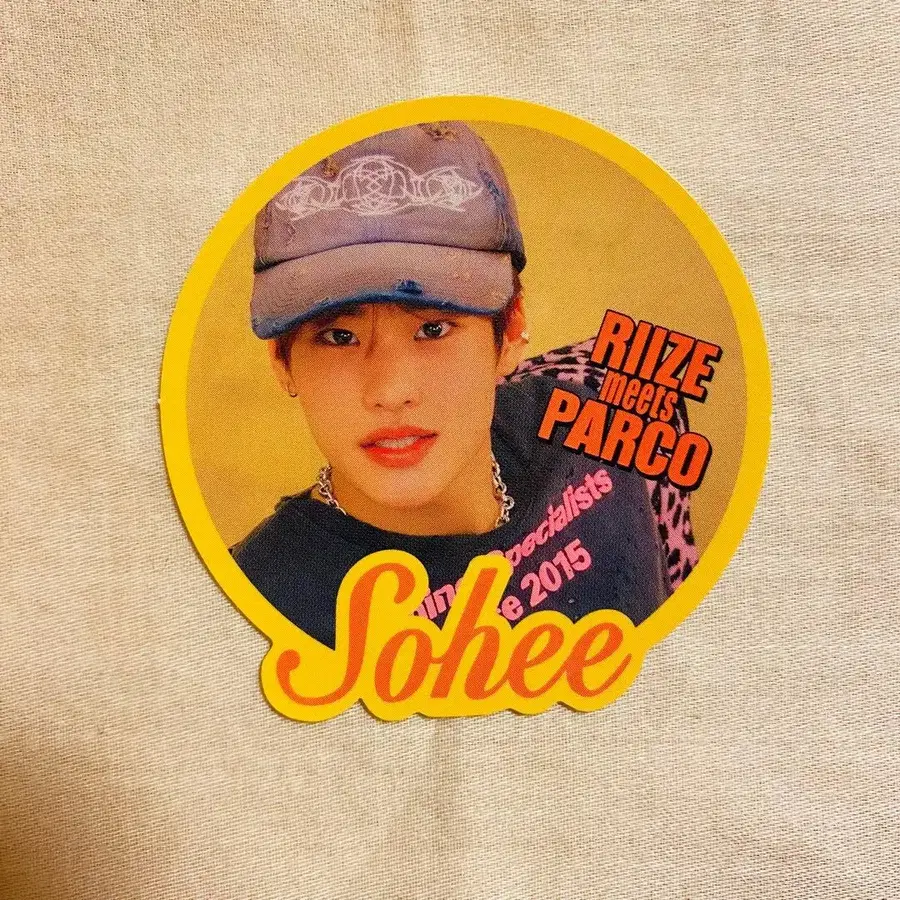 RIIZE
meets
PARCO
Specialists
2015
Sohee